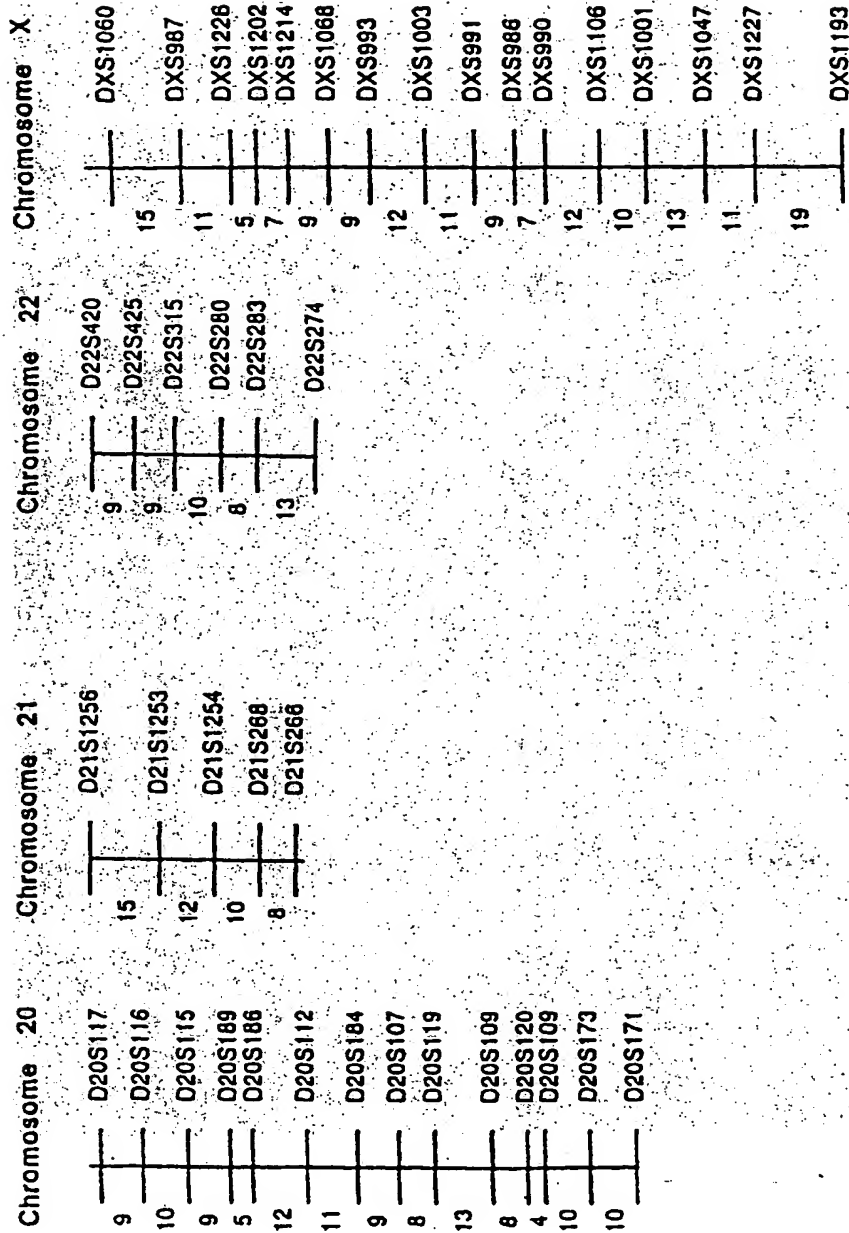 Chromosome 20
D20S117
9
D20S116
10
D20S115
9
D20S189
5
D20S186
12
D20S112
11
D20S184
9
D20S107
8
D20S119
13
D20S109
8
D20S120
4
D20S109
10
D20S173
10
D20S171
Chromosome 21
D21S1256
15
D21S1253
12
D21S1254
10
D21S268
8
D21S266
Chromosome 22
D22S420
9
D22S425
9
D22S315
10
D22S280
8
D22S283
13
D22S274
Chromosome X
DXS1060
15
DXS987
11
DXS1226
5
DXS1202
7
DXS1214
9
DXS1068
9
DXS993
12
DXS1003
11
DXS991
9
DXS986
7
DXS990
12
DXS1106
10
DXS1001
13
DXS1047
11
DXS1227
19
DXS1193